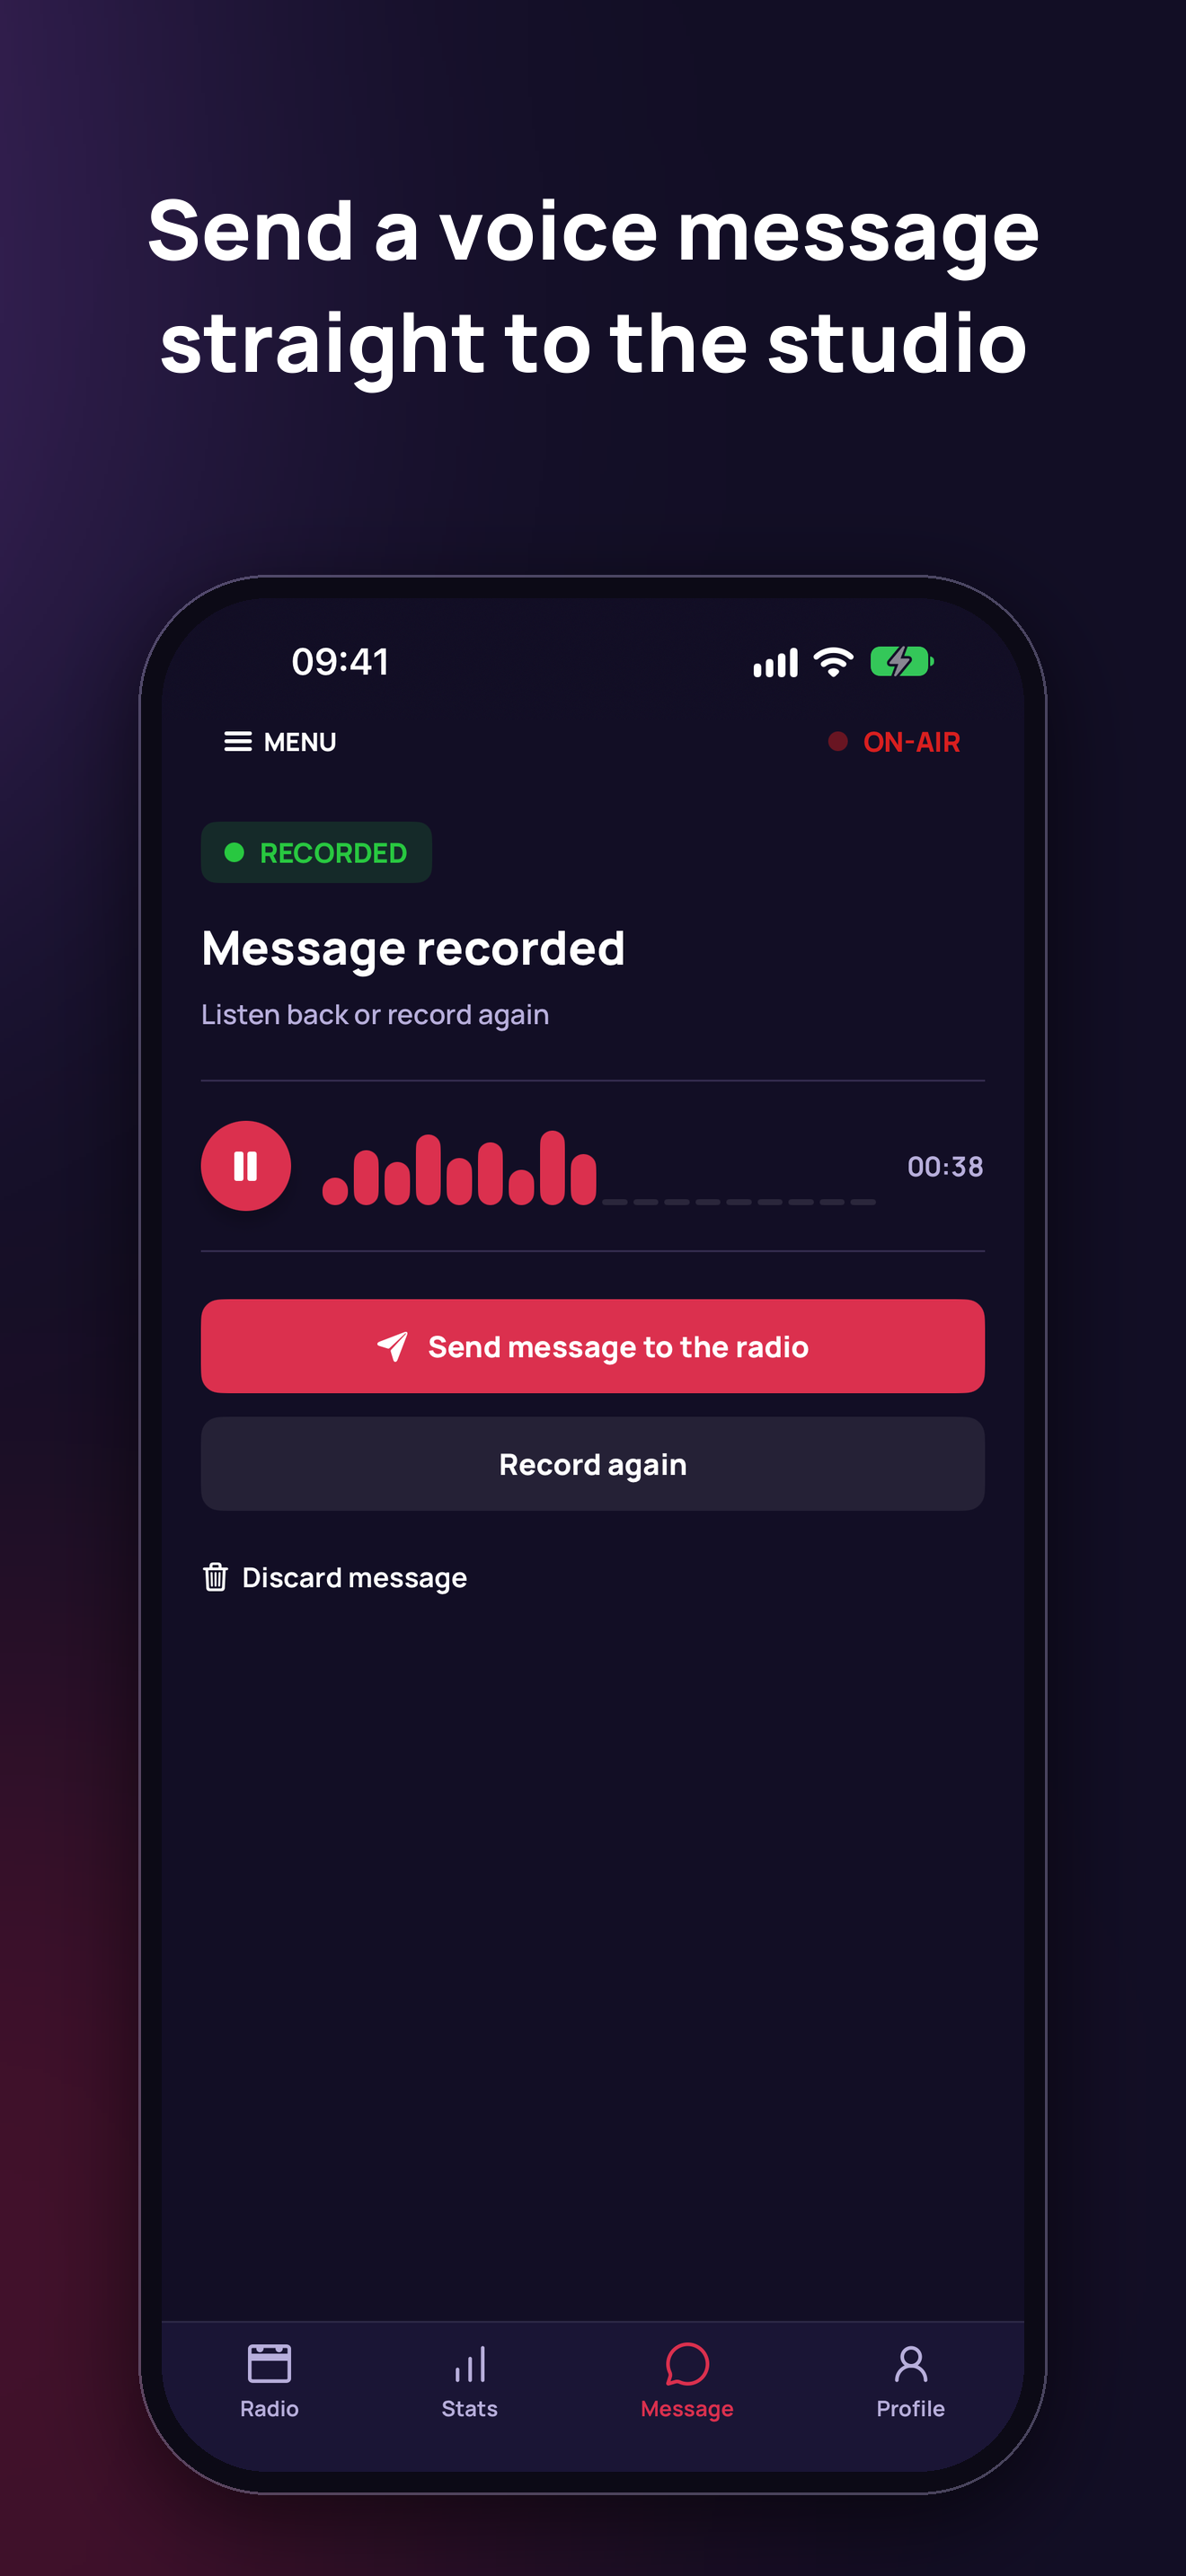 Send a voice message
straight to the studio
09:41
MENU
ON-AIR
RECORDED
Message recorded
Listen back or record again
00:38
Send message to the radio
Record again
Discard message
Radio
Stats
Message
Profile